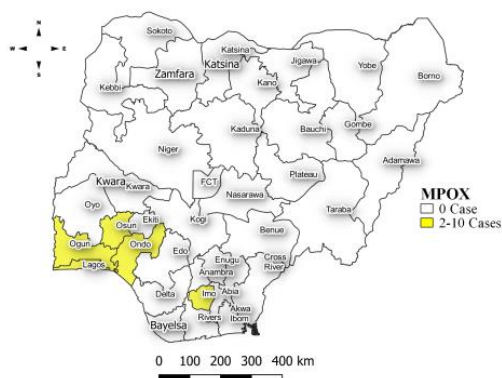 N
W E
S
Sokoto
Katsina
Zamfara
Katsina
Jigawa
Yobe
Borno
Kano
Kebbi
Kaduna
Bauchi
Gombe
Adamawa
Niger
Plateau
FCT
Nasarawa
Kwara
Kwara
Taraba
Oyo
Kogi
Osun
Ekiti
Benue
Ogun
Ondo
Edo
Enugu
Anambra
Cross
River
Lagos
Delta
Imo
Abia
Akwa
Ibom
Bayelsa
Rivers
MPOX
0 Case
2-10 Cases
0 100 200 300 400 km